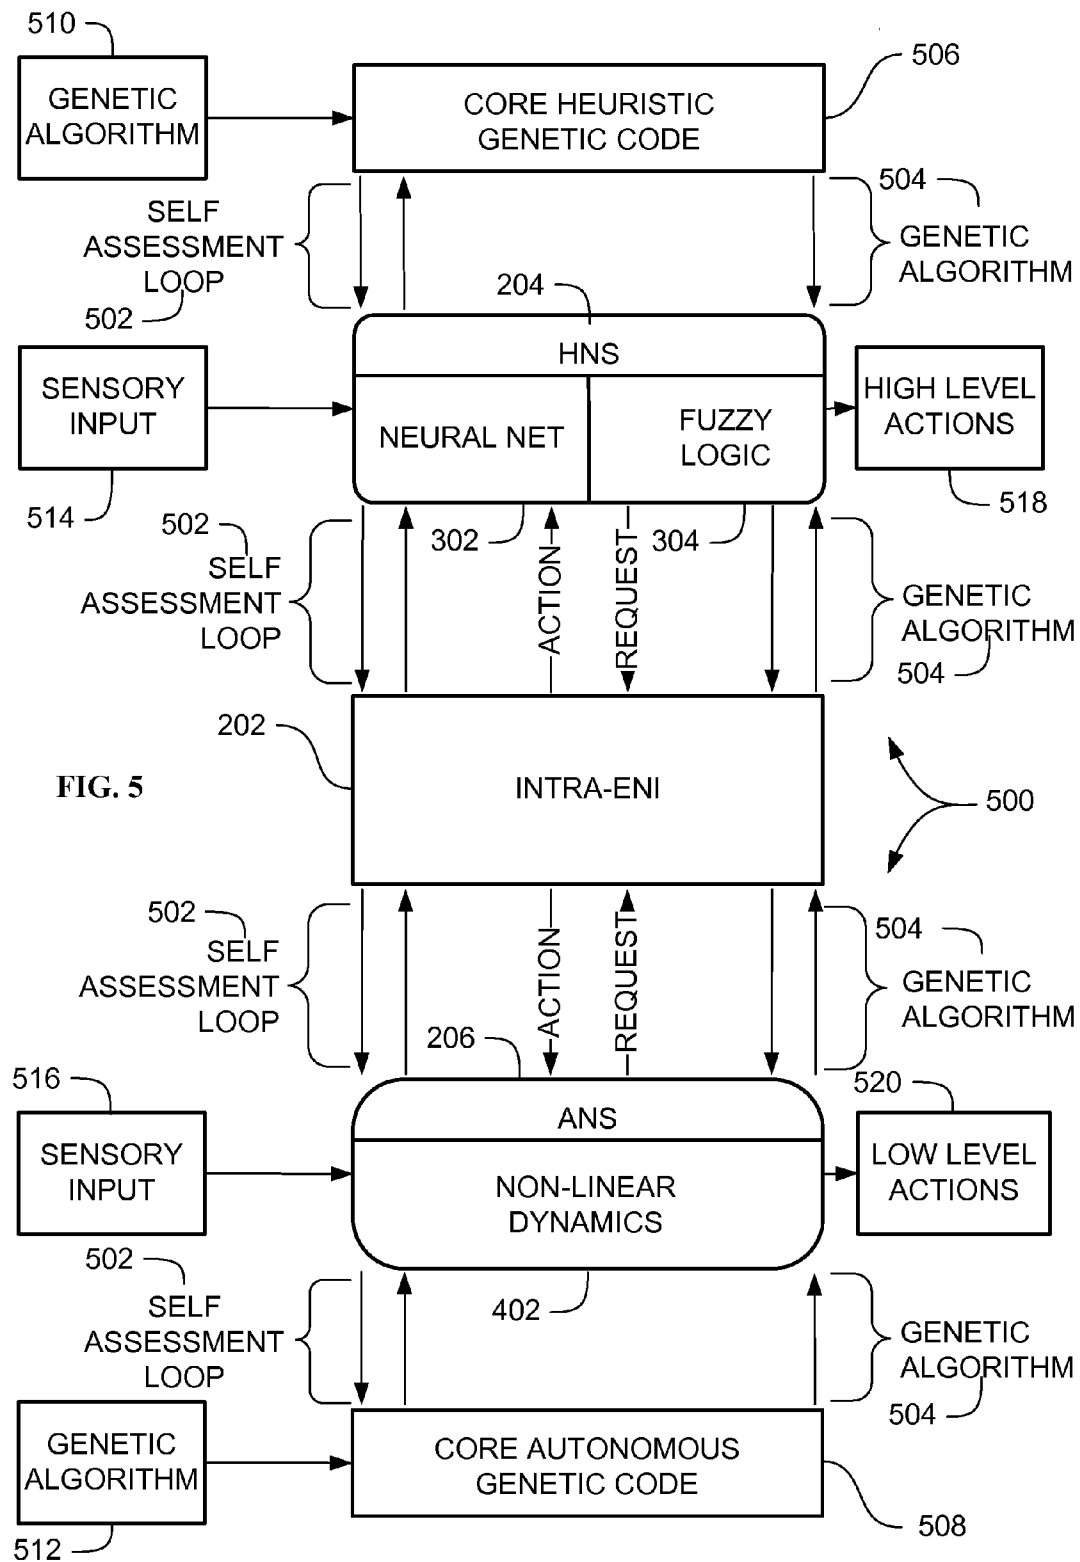 510
GENETIC
ALGORITHM
CORE HEURISTIC
GENETIC CODE
506
SELF
ASSESSMENT
LOOP
502
504
GENETIC
ALGORITHM
204
HNS
SENSORY
INPUT
514
NEURAL NET
FUZZY
LOGIC
HIGH LEVEL
ACTIONS
518
302
304
502
SELF
ASSESSMENT
LOOP
ACTION
REQUEST
GENETIC
ALGORITHM
504
202
FIG. 5
INTRA-ENI
500
502
SELF
ASSESSMENT
LOOP
ACTION
REQUEST
504
GENETIC
ALGORITHM
206
516
SENSORY
INPUT
ANS
NON-LINEAR
DYNAMICS
520
LOW LEVEL
ACTIONS
502
SELF
ASSESSMENT
LOOP
402
GENETIC
ALGORITHM
504
GENETIC
ALGORITHM
512
CORE AUTONOMOUS
GENETIC CODE
508